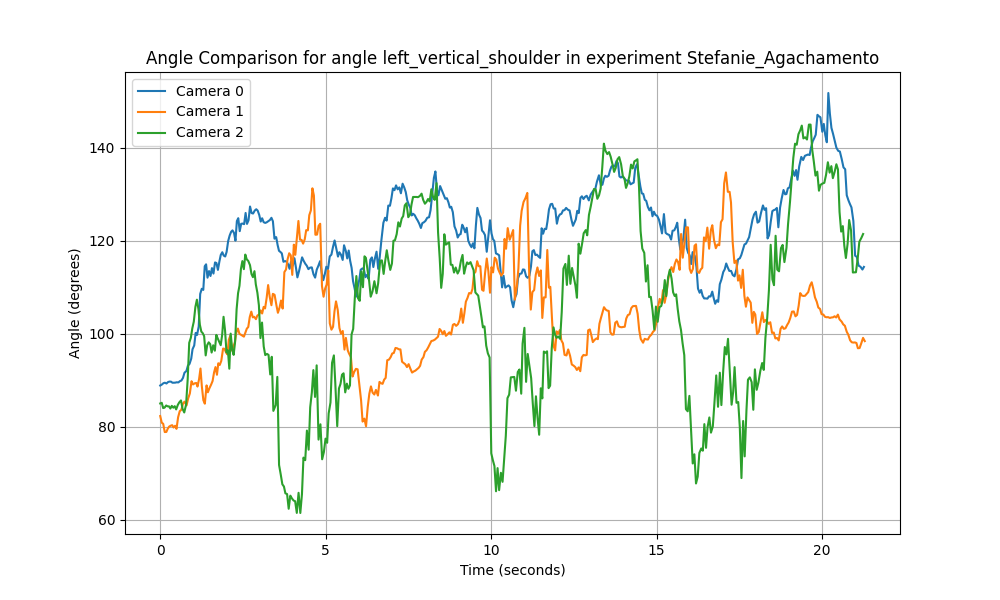 Angle Comparison for angle left_vertical_shoulder in experiment Stefanie_Agachamento
Camera 0
Camera 1
Camera 2
Angle (degrees)
140
120
100
80
60
0 5 10 15 20
Time (seconds)